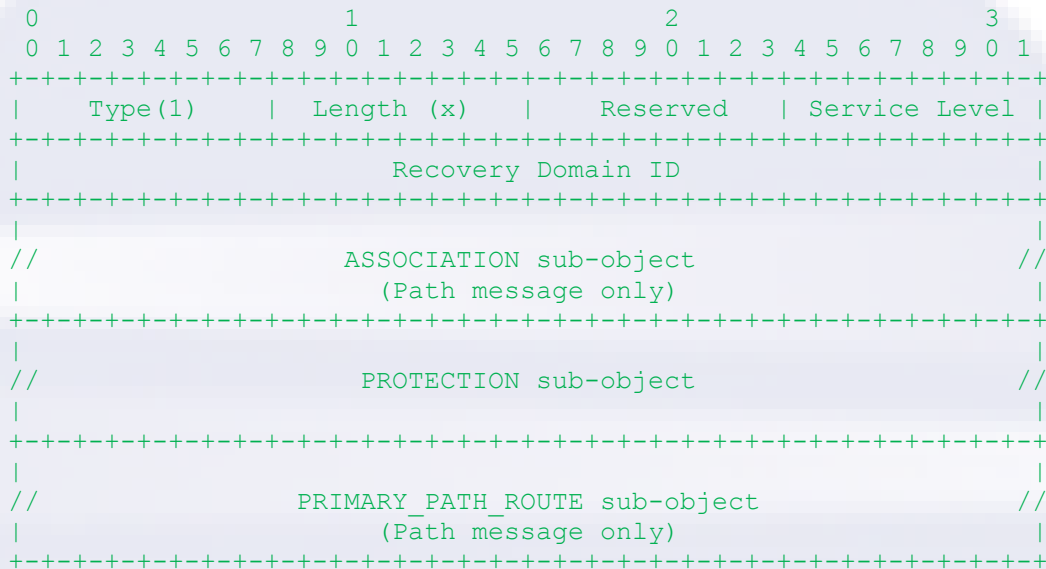 0                   1                   2                   3
0 1 2 3 4 5 6 7 8 9 0 1 2 3 4 5 6 7 8 9 0 1 2 3 4 5 6 7 8 9 0 1
+-+-+-+-+-+-+-+-+-+-+-+-+-+-+-+-+-+-+-+-+-+-+-+-+-+-+-+-+-+-+-+-+
|    Type(1)    |  Length (x)   |    Reserved   | Service Level |
+-+-+-+-+-+-+-+-+-+-+-+-+-+-+-+-+-+-+-+-+-+-+-+-+-+-+-+-+-+-+-+-+
|                       Recovery Domain ID                      |
+-+-+-+-+-+-+-+-+-+-+-+-+-+-+-+-+-+-+-+-+-+-+-+-+-+-+-+-+-+-+-+-+
|                                                               |
//                   ASSOCIATION sub-object                    //
|                      (Path message only)                      |
+-+-+-+-+-+-+-+-+-+-+-+-+-+-+-+-+-+-+-+-+-+-+-+-+-+-+-+-+-+-+-+-+
|                                                               |
//                    PROTECTION sub-object                    //
|                                                               |
+-+-+-+-+-+-+-+-+-+-+-+-+-+-+-+-+-+-+-+-+-+-+-+-+-+-+-+-+-+-+-+-+
|                                                               |
//                PRIMARY_PATH_ROUTE sub-object                //
|                      (Path message only)                      |
+-+-+-+-+-+-+-+-+-+-+-+-+-+-+-+-+-+-+-+-+-+-+-+-+-+-+-+-+-+-+-+-+